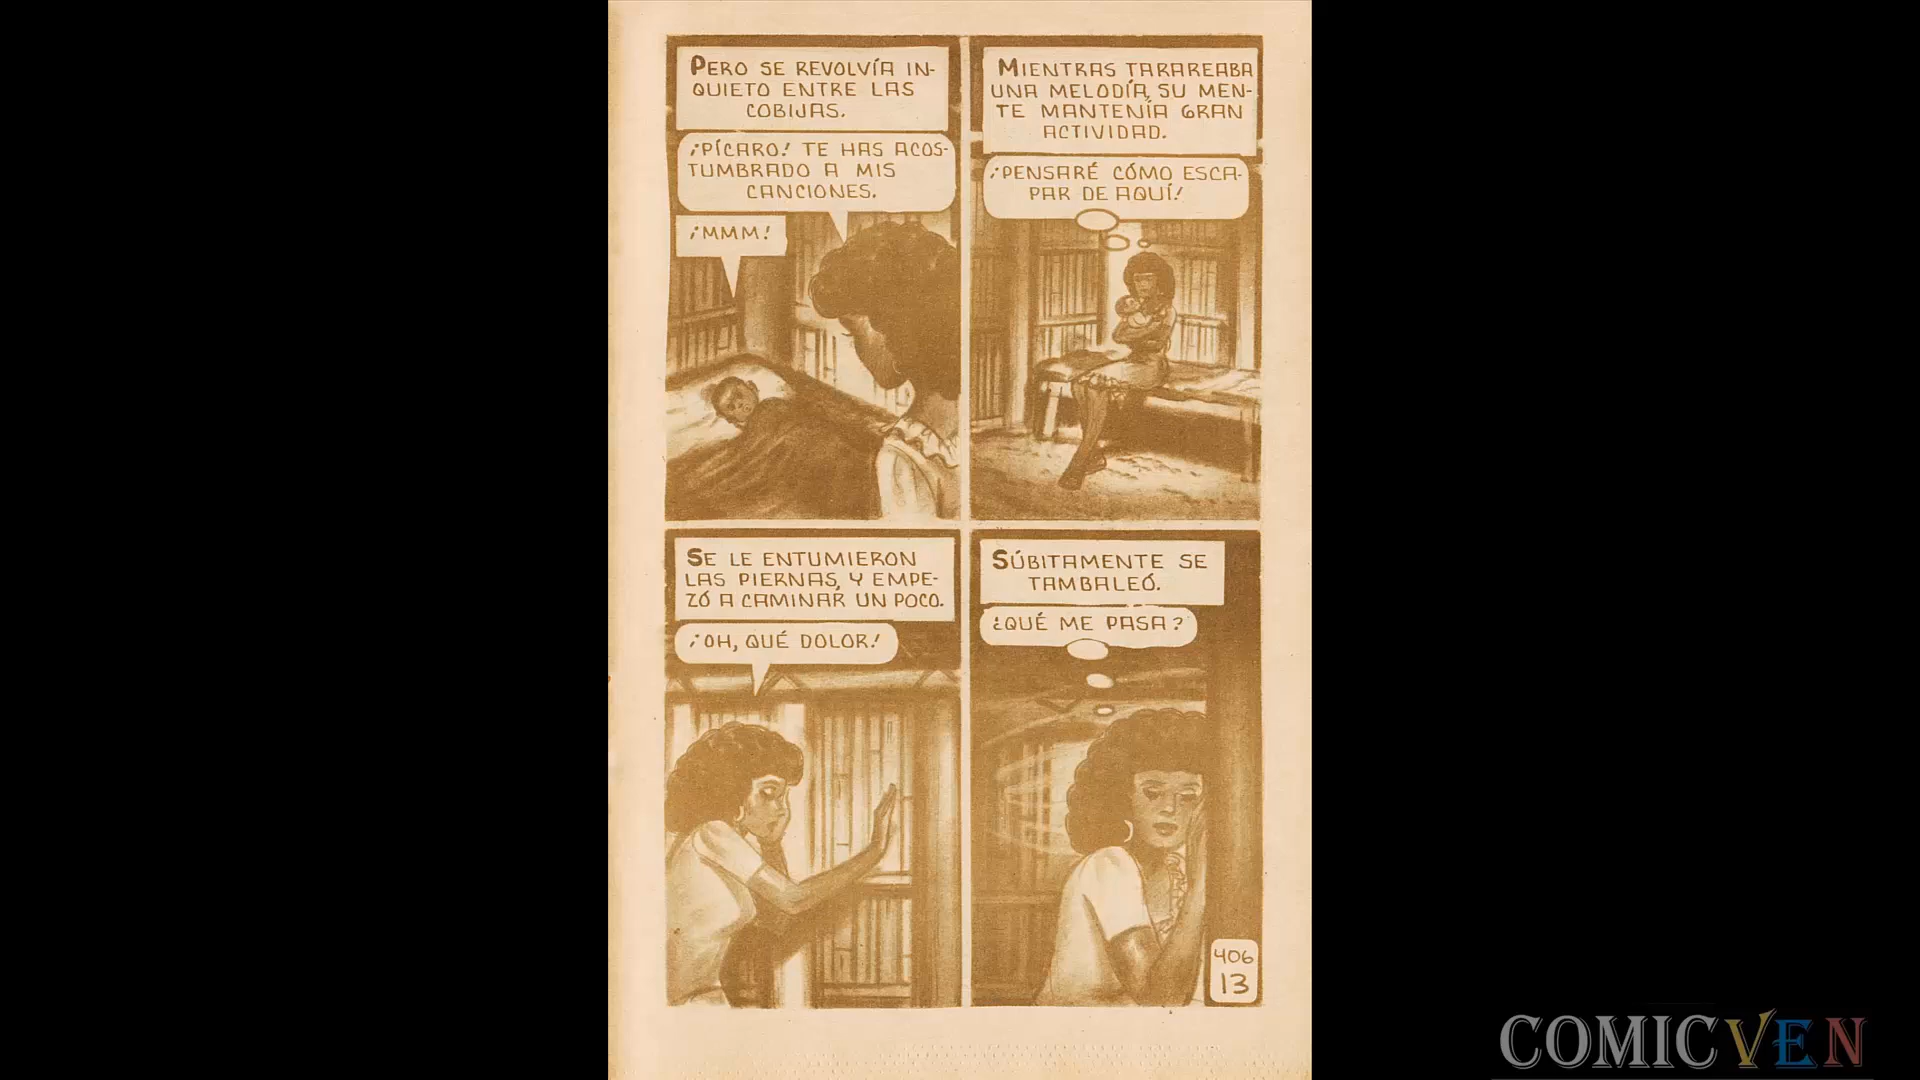 PERO SE REVOLVÍA IN-
QUIETO ENTRE LAS
COBIJAS.
¡PÍCARO! TE HAS ACOS-
TUMBRADO A MIS
CANCIONES.
¡MMM!
MIENTRAS TARAREABA
UNA MELODÍA, SU MEN-
TE MANTENÍA GRAN
ACTIVIDAD.
¡PENSARÉ CÓMO ESCA-
PAR DE AQUÍ!
SE LE ENTUMIERON
LAS PIERNAS, Y EMPE-
ZÓ A CAMINAR UN POCO.
¡OH, QUÉ DOLOR!
SÚBITAMENTE SE
TAMBALEÓ.
¿QUÉ ME PASA?
406
13
COMICVEN